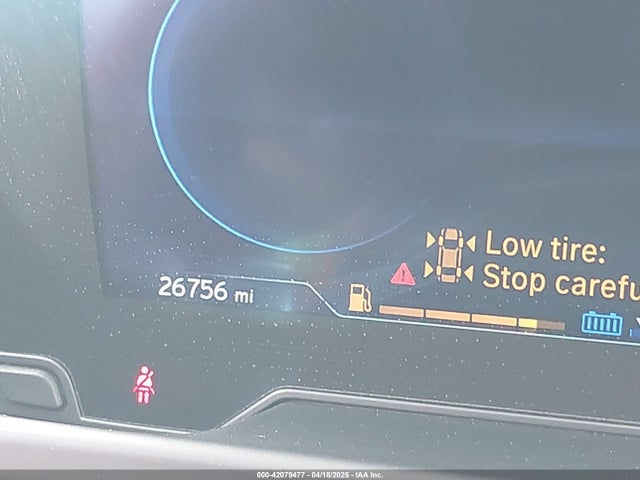 Low tire:
Stop carefu
26756 mi
000-42079477 - 04/18/2025 - IAA Inc.